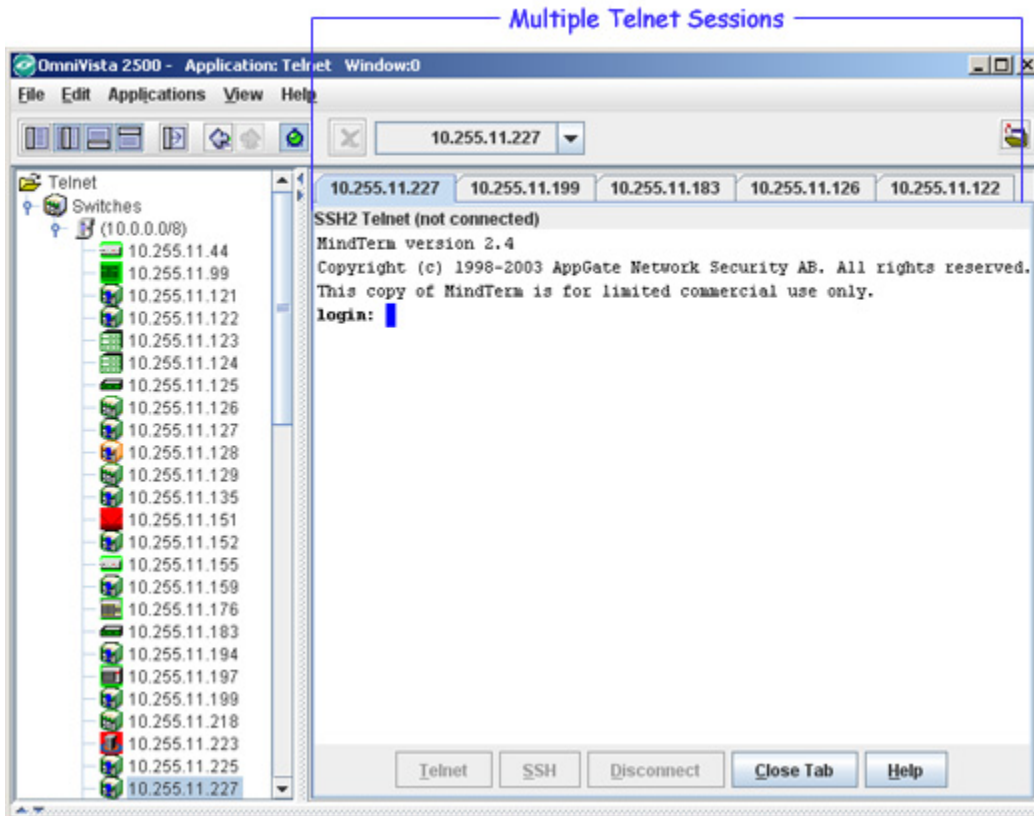 Multiple Telnet Sessions
OmniVista 2500 - Application: Telnet Window:0
File Edit Applications View Help
10.255.11.227
Telnet
Switches
(10.0.0.0/8)
10.255.11.44
10.255.11.99
10.255.11.121
10.255.11.122
10.255.11.123
10.255.11.124
10.255.11.125
10.255.11.126
10.255.11.127
10.255.11.128
10.255.11.129
10.255.11.135
10.255.11.151
10.255.11.152
10.255.11.155
10.255.11.159
10.255.11.176
10.255.11.183
10.255.11.194
10.255.11.197
10.255.11.199
10.255.11.218
10.255.11.223
10.255.11.225
10.255.11.227
10.255.11.227 10.255.11.199 10.255.11.183 10.255.11.126 10.255.11.122
SSH2 Telnet (not connected)
MindTerm version 2.4
Copyright (c) 1998-2003 AppGate Network Security AB. All rights reserved.
This copy of MindTerm is for limited commercial use only.
login:
Telnet SSH Disconnect Close Tab Help